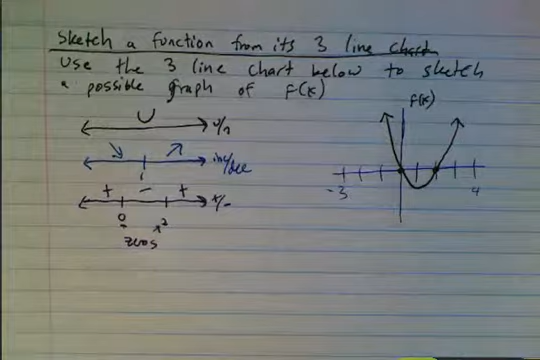 Sketch a function from its 3 line chart
Use the 3 line chart below to sketch
a possible graph of f(x)
∪/∩
inc/dec
1
+ - + +/-
0 2
zeros
f(x)
-3 4